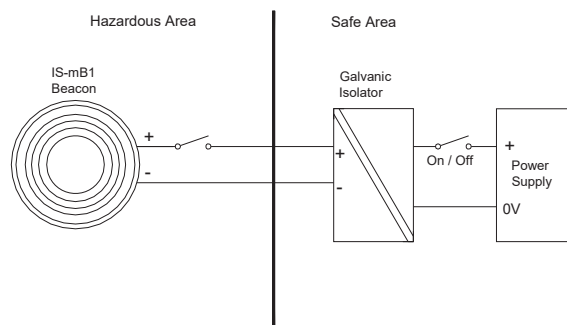 Hazardous Area
Safe Area
IS-mB1
Beacon
Galvanic
Isolator
+
-
+
-
On / Off
+
Power
Supply
0V